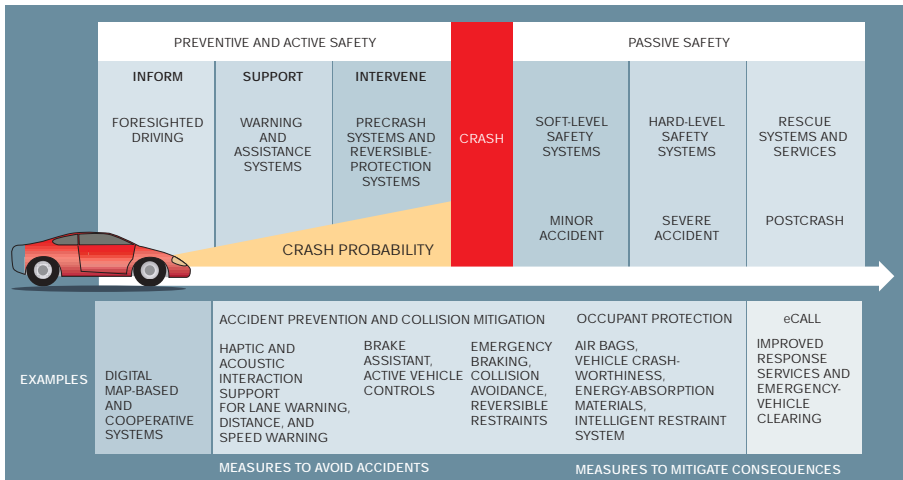 PREVENTIVE AND ACTIVE SAFETY
PASSIVE SAFETY
INFORM
SUPPORT
INTERVENE
FORESIGHTED
DRIVING
WARNING
AND
ASSISTANCE
SYSTEMS
PRECRASH
SYSTEMS AND
REVERSIBLE-
PROTECTION
SYSTEMS
CRASH
SOFT-LEVEL
SAFETY
SYSTEMS
HARD-LEVEL
SAFETY
SYSTEMS
RESCUE
SYSTEMS AND
SERVICES
MINOR
ACCIDENT
SEVERE
ACCIDENT
POSTCRASH
CRASH PROBABILITY
EXAMPLES
DIGITAL
MAP-BASED
AND
COOPERATIVE
SYSTEMS
ACCIDENT PREVENTION AND COLLISION MITIGATION
HAPTIC AND
ACOUSTIC
INTERACTION
SUPPORT
FOR LANE WARNING,
DISTANCE, AND
SPEED WARNING
BRAKE
ASSISTANT,
ACTIVE VEHICLE
CONTROLS
EMERGENCY
BRAKING,
COLLISION
AVOIDANCE,
REVERSIBLE
RESTRAINTS
OCCUPANT PROTECTION
AIR BAGS,
VEHICLE CRASH-
WORTHINESS,
ENERGY-ABSORPTION
MATERIALS,
INTELLIGENT RESTRAINT
SYSTEM
eCALL
IMPROVED
RESPONSE
SERVICES AND
EMERGENCY-
VEHICLE
CLEARING
MEASURES TO AVOID ACCIDENTS
MEASURES TO MITIGATE CONSEQUENCES